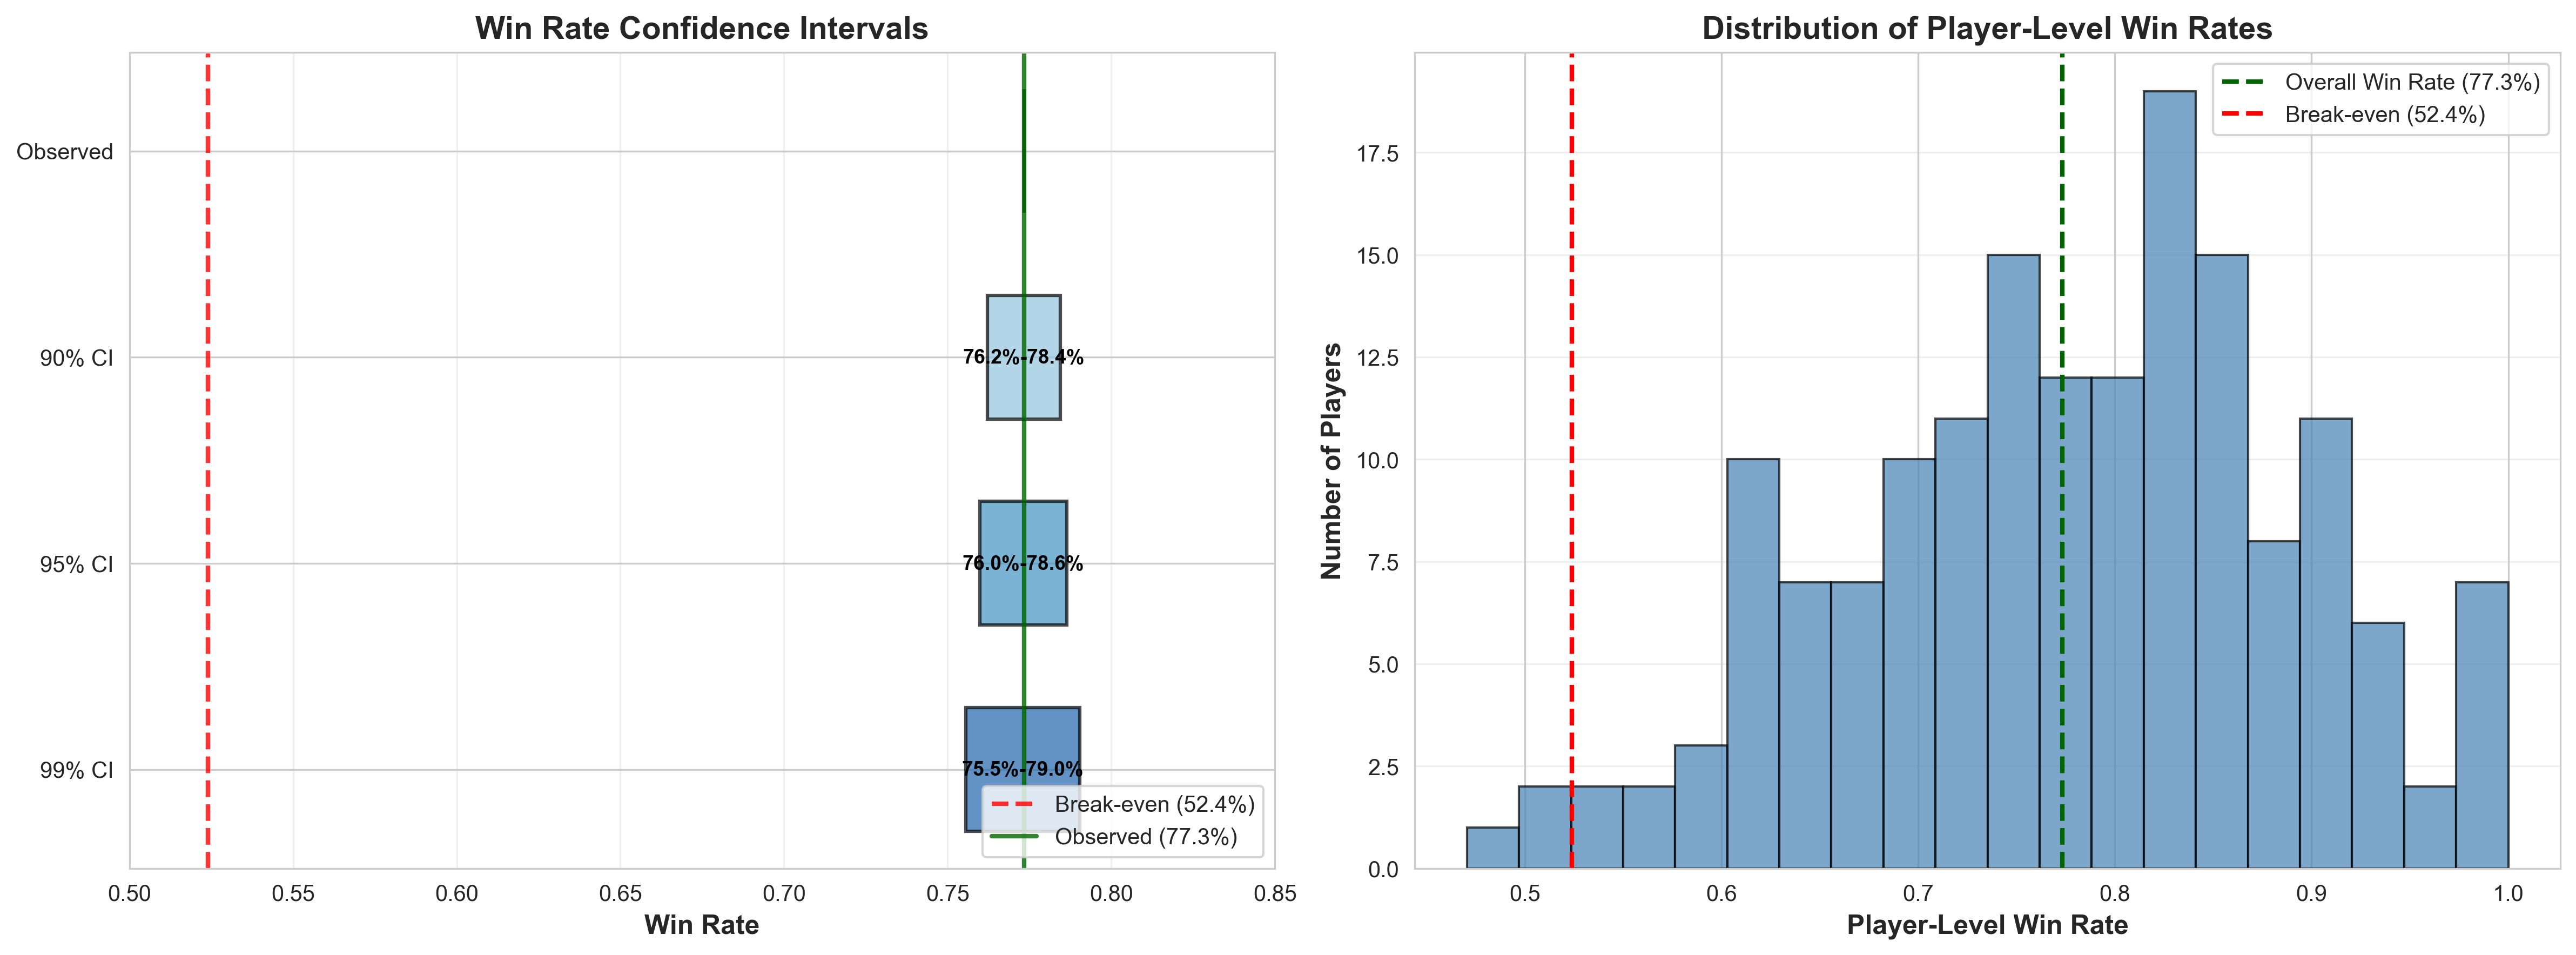 Win Rate Confidence Intervals
Observed
90% CI
95% CI
99% CI
76.2%-78.4%
76.0%-78.6%
75.5%-79.0%
Break-even (52.4%)
Observed (77.3%)
0.50 0.55 0.60 0.65 0.70 0.75 0.80 0.85
Win Rate
Distribution of Player-Level Win Rates
Overall Win Rate (77.3%)
Break-even (52.4%)
Number of Players
17.5
15.0
12.5
10.0
7.5
5.0
2.5
0.0
0.5 0.6 0.7 0.8 0.9 1.0
Player-Level Win Rate